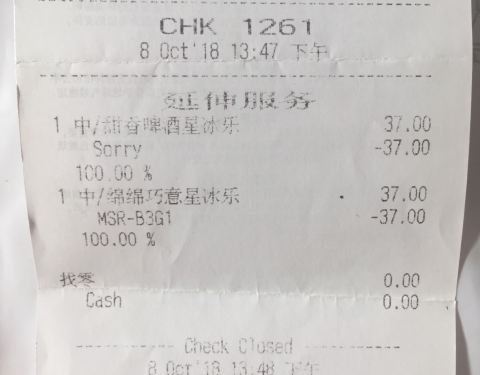 CHK 1261
8 Oct'18 13:47 下午
延伸服务
1 中/甜香啤酒星冰乐 37.00
Sorry -37.00
100.00 %
1 中/绵绵巧意星冰乐 37.00
MSR-B3G1 -37.00
100.00 %
找零 0.00
Cash 0.00
Check Closed
8 Oct'18 13:48 下午